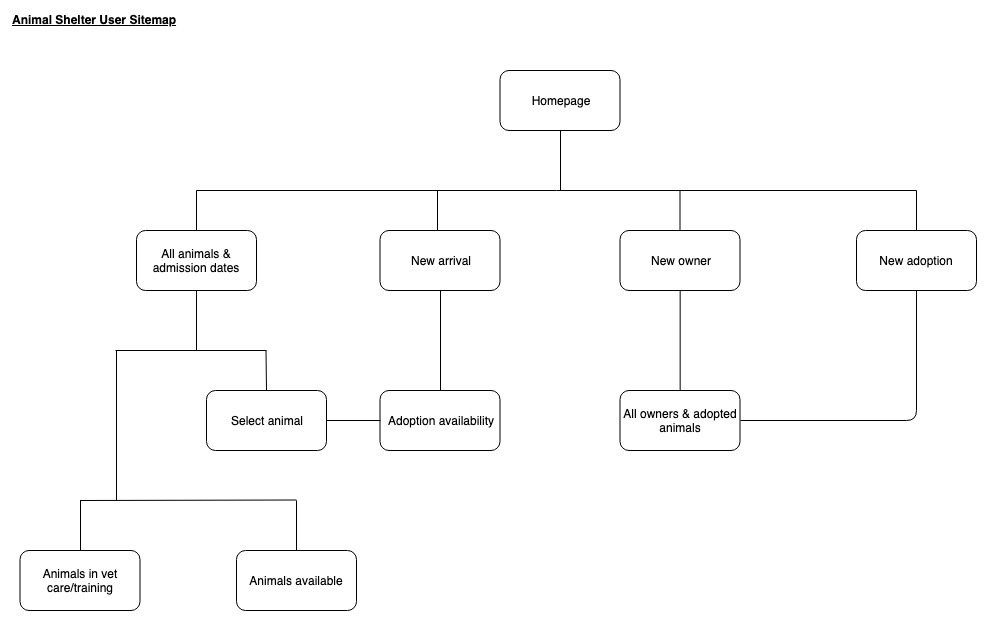 Animal Shelter User Sitemap
Homepage
All animals &
admission dates
New arrival
New owner
New adoption
Select animal
Adoption availability
All owners & adopted
animals
Animals in vet
care/training
Animals available